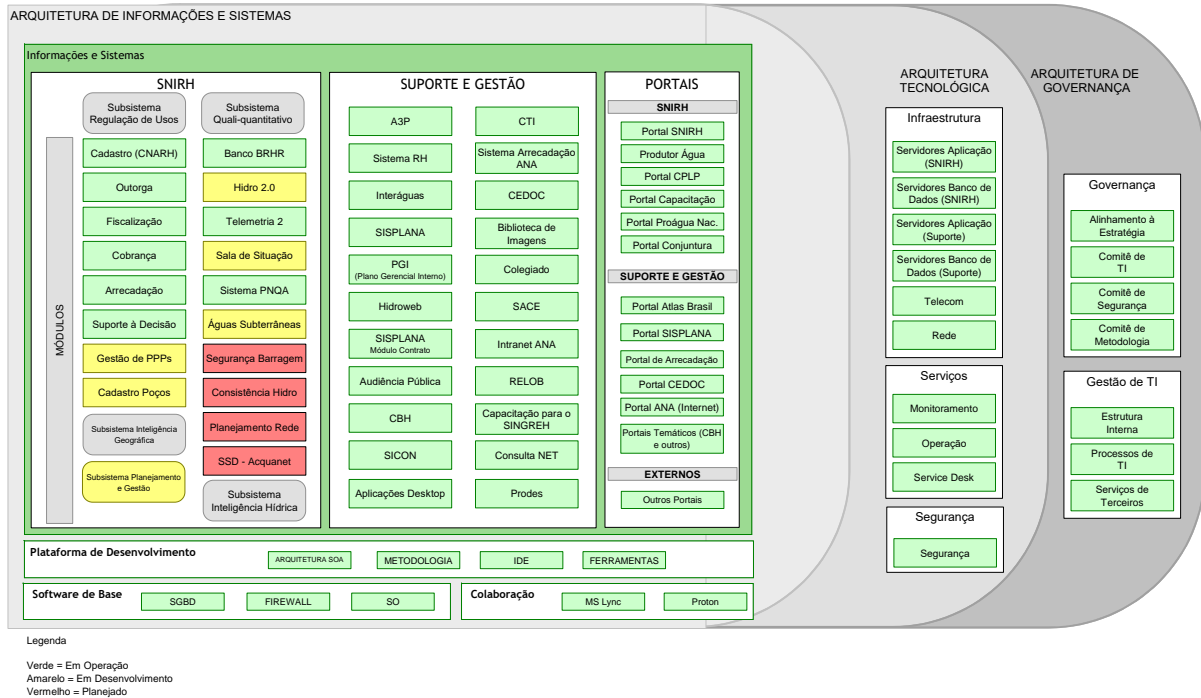 ARQUITETURA DE INFORMAÇÕES E SISTEMAS
Informações e Sistemas
SNIRH
Subsistema
Regulação de Usos
Subsistema
Quali-quantitativo
MÓDULOS
Cadastro (CNARH)
Banco BRHR
Outorga
Hidro 2.0
Fiscalização
Telemetria 2
Cobrança
Sala de Situação
Arrecadação
Sistema PNQA
Suporte à Decisão
Águas Subterrâneas
Gestão de PPPs
Segurança Barragem
Cadastro Poços
Consistência Hidro
Subsistema Inteligência
Geográfica
Planejamento Rede
SSD - Acquanet
Subsistema Planejamento
e Gestão
Subsistema
Inteligência Hídrica
SUPORTE E GESTÃO
A3P
CTI
Sistema RH
Sistema Arrecadação
ANA
Interáguas
CEDOC
SISPLANA
Biblioteca de
Imagens
PGI
(Plano Gerencial Interno)
Colegiado
Hidroweb
SACE
SISPLANA
Módulo Contrato
Intranet ANA
Audiência Pública
RELOB
CBH
Capacitação para o
SINGREH
SICON
Consulta NET
Aplicações Desktop
Prodes
PORTAIS
SNIRH
Portal SNIRH
Produtor Água
Portal CPLP
Portal Capacitação
Portal Proágua Nac.
Portal Conjuntura
SUPORTE E GESTÃO
Portal Atlas Brasil
Portal SISPLANA
Portal de Arrecadação
Portal CEDOC
Portal ANA (Internet)
Portais Temáticos (CBH
e outros)
EXTERNOS
Outros Portais
Plataforma de Desenvolvimento
ARQUITETURA SOA
METODOLOGIA
IDE
FERRAMENTAS
Software de Base
SGBD
FIREWALL
SO
Colaboração
MS Lync
Proton
ARQUITETURA
TECNOLÓGICA
Infraestrutura
Servidores Aplicação
(SNIRH)
Servidores Banco de
Dados (SNIRH)
Servidores Aplicação
(Suporte)
Servidores Banco de
Dados (Suporte)
Telecom
Rede
Serviços
Monitoramento
Operação
Service Desk
Segurança
Segurança
ARQUITETURA DE
GOVERNANÇA
Governança
Alinhamento à
Estratégia
Comitê de
TI
Comitê de
Segurança
Comitê de
Metodologia
Gestão de TI
Estrutura
Interna
Processos de
TI
Serviços de
Terceiros
Legenda
Verde = Em Operação
Amarelo = Em Desenvolvimento
Vermelho = Planejado